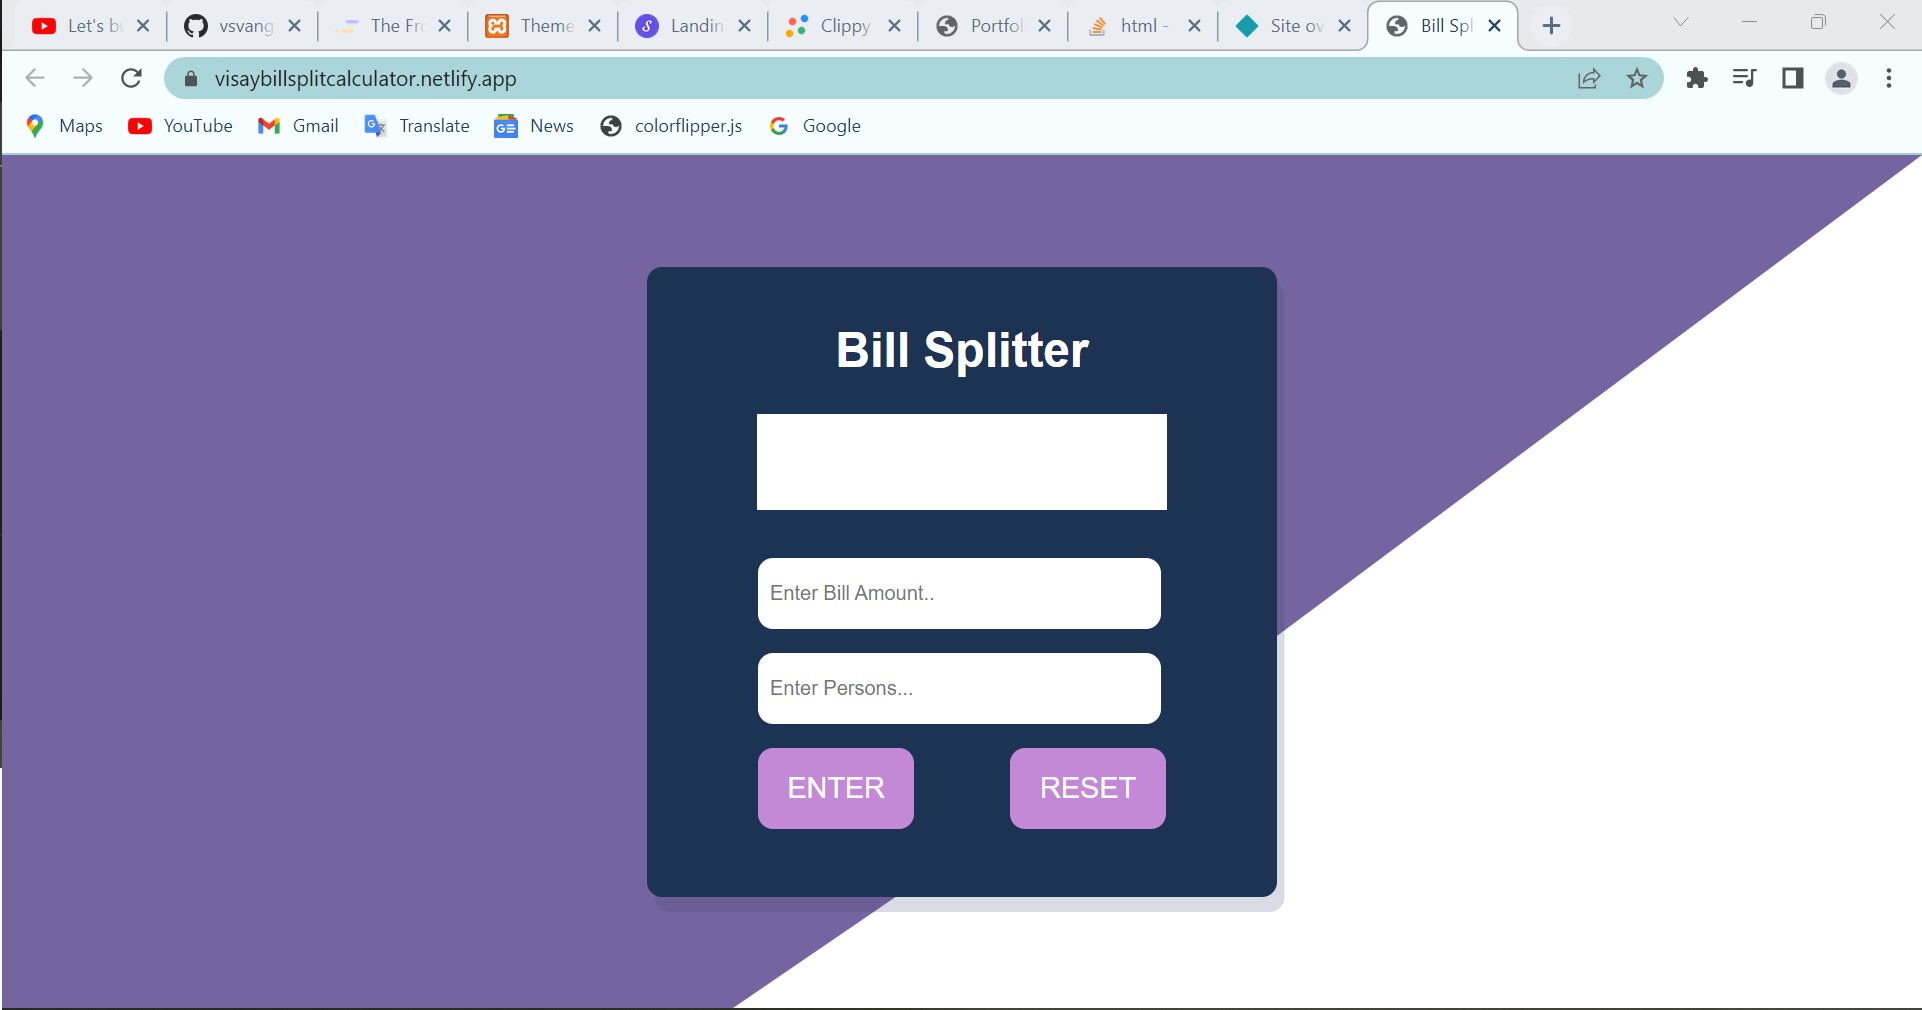 Let's b vsvang The Fr Theme Landin Clippy Portfol html - Site ov Bill Spl
visaybillsplitcalculator.netlify.app
Maps YouTube Gmail Translate News colorflipper.js Google
Bill Splitter
Enter Bill Amount..
Enter Persons...
ENTER RESET